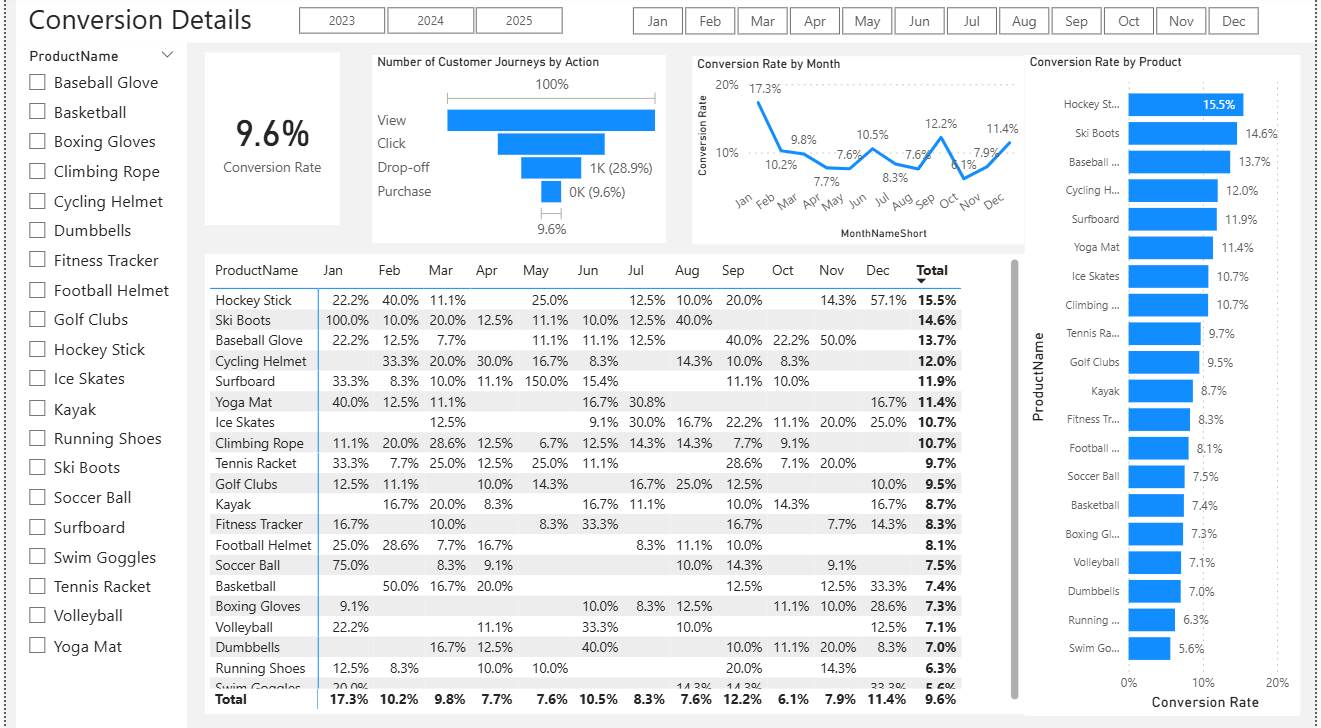 Conversion Details
2023 2024 2025
Jan Feb Mar Apr May Jun Jul Aug Sep Oct Nov Dec
ProductName
Baseball Glove
Basketball
Boxing Gloves
Climbing Rope
Cycling Helmet
Dumbbells
Fitness Tracker
Football Helmet
Golf Clubs
Hockey Stick
Ice Skates
Kayak
Running Shoes
Ski Boots
Soccer Ball
Surfboard
Swim Goggles
Tennis Racket
Volleyball
Yoga Mat
9.6%
Conversion Rate
Number of Customer Journeys by Action
100%
View
Click
Drop-off 1K (28.9%)
Purchase 0K (9.6%)
9.6%
Conversion Rate by Month
Conversion Rate
20%
10%
17.3% 10.2% 9.8% 7.7% 7.6% 10.5% 8.3% 7.6% 12.2% 6.1% 7.9% 11.4%
Jan Feb Mar Apr May Jun Jul Aug Sep Oct Nov Dec
MonthNameShort
ProductName Jan Feb Mar Apr May Jun Jul Aug Sep Oct Nov Dec Total
Hockey Stick 22.2% 40.0% 11.1% 25.0% 12.5% 10.0% 20.0% 14.3% 57.1% 15.5%
Ski Boots 100.0% 10.0% 20.0% 12.5% 11.1% 10.0% 12.5% 40.0% 14.6%
Baseball Glove 22.2% 12.5% 7.7% 11.1% 11.1% 12.5% 40.0% 22.2% 50.0% 13.7%
Cycling Helmet 33.3% 20.0% 30.0% 16.7% 8.3% 14.3% 10.0% 8.3% 12.0%
Surfboard 33.3% 8.3% 10.0% 11.1% 150.0% 15.4% 11.1% 10.0% 11.9%
Yoga Mat 40.0% 12.5% 11.1% 16.7% 30.8% 16.7% 11.4%
Ice Skates 12.5% 9.1% 30.0% 16.7% 22.2% 11.1% 20.0% 25.0% 10.7%
Climbing Rope 11.1% 20.0% 28.6% 12.5% 6.7% 12.5% 14.3% 14.3% 7.7% 9.1% 10.7%
Tennis Racket 33.3% 7.7% 25.0% 12.5% 25.0% 11.1% 28.6% 7.1% 20.0% 9.7%
Golf Clubs 12.5% 11.1% 10.0% 14.3% 16.7% 25.0% 12.5% 9.5%
Kayak 16.7% 20.0% 8.3% 16.7% 11.1% 10.0% 14.3% 16.7% 8.7%
Fitness Tracker 16.7% 10.0% 8.3% 33.3% 16.7% 7.7% 14.3% 8.3%
Football Helmet 25.0% 28.6% 7.7% 16.7% 8.3% 11.1% 10.0% 8.1%
Soccer Ball 75.0% 8.3% 9.1% 10.0% 14.3% 9.1% 7.5%
Basketball 50.0% 16.7% 20.0% 12.5% 12.5% 33.3% 7.4%
Boxing Gloves 9.1% 10.0% 8.3% 12.5% 11.1% 10.0% 28.6% 7.3%
Volleyball 22.2% 11.1% 33.3% 10.0% 12.5% 7.1%
Dumbbells 16.7% 12.5% 40.0% 10.0% 11.1% 20.0% 8.3% 7.0%
Running Shoes 12.5% 8.3% 10.0% 10.0% 20.0% 14.3% 6.3%
Swim Goggles 20.0% 14.3% 14.3% 33.3% 5.6%
Total 17.3% 10.2% 9.8% 7.7% 7.6% 10.5% 8.3% 7.6% 12.2% 6.1% 7.9% 11.4% 9.6%
Conversion Rate by Product
ProductName
Hockey St... 15.5%
Ski Boots 14.6%
Baseball ... 13.7%
Cycling H... 12.0%
Surfboard 11.9%
Yoga Mat 11.4%
Ice Skates 10.7%
Climbing ... 10.7%
Tennis Ra... 9.7%
Golf Clubs 9.5%
Kayak 8.7%
Fitness Tr... 8.3%
Football ... 8.1%
Soccer Ball 7.5%
Basketball 7.4%
Boxing Gl... 7.3%
Volleyball 7.1%
Dumbbells 7.0%
Running ... 6.3%
Swim Go... 5.6%
0% 10% 20%
Conversion Rate